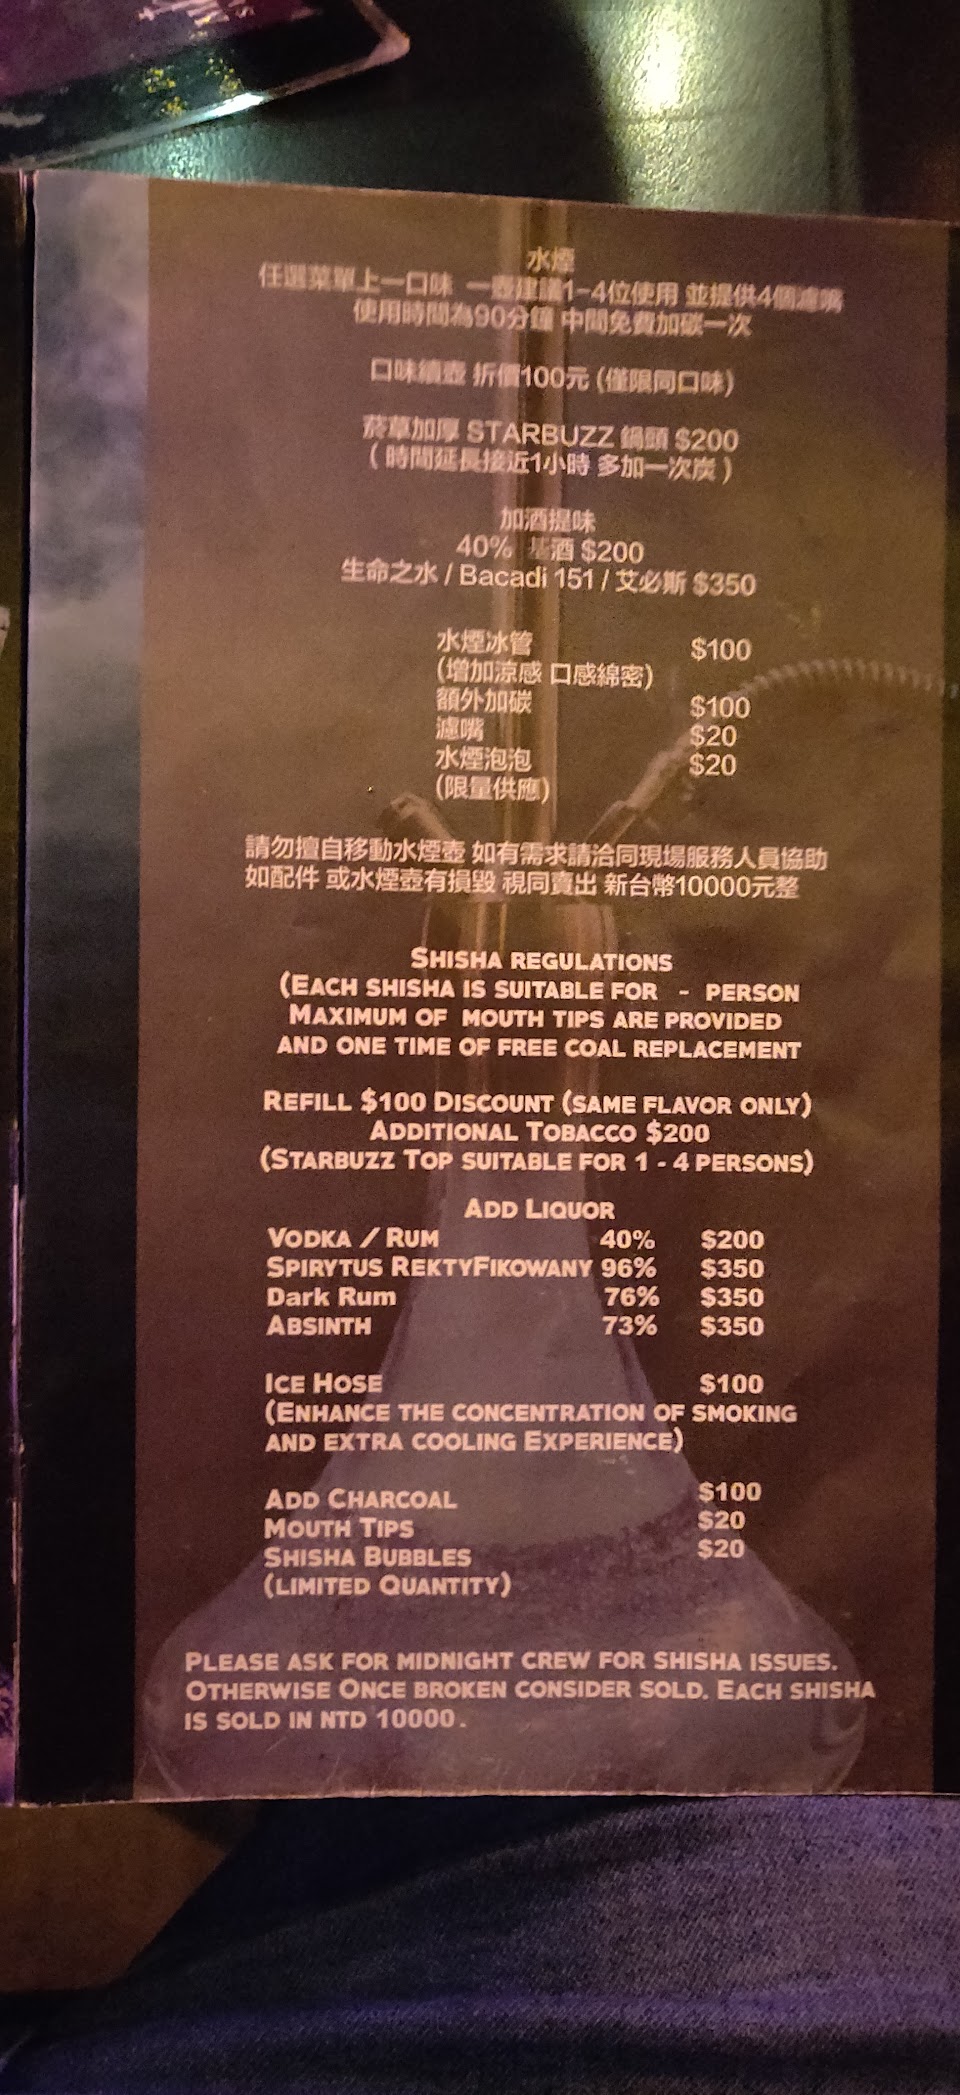 水煙
任選菜單上一口味 一壺建議1-4位使用 並提供4個濾嘴
使用時間為90分鐘 中間免費加碳一次
口味續壺 折價100元 (僅限同口味)
菸草加厚 STARBUZZ 鍋頭 $200
( 時間延長接近1小時 多加一次炭 )
加酒提味
40% 基酒 $200
生命之水 / Bacadi 151 / 艾必斯 $350
水煙冰管 $100
(增加涼感 口感綿密)
額外加碳 $100
濾嘴 $20
水煙泡泡 $20
(限量供應)
請勿擅自移動水煙壺 如有需求請洽同現場服務人員協助
如配件 或水煙壺有損毀 視同賣出 新台幣10000元整
SHISHA REGULATIONS
(EACH SHISHA IS SUITABLE FOR - PERSON
MAXIMUM OF MOUTH TIPS ARE PROVIDED
AND ONE TIME OF FREE COAL REPLACEMENT
REFILL $100 DISCOUNT (SAME FLAVOR ONLY)
ADDITIONAL TOBACCO $200
(STARBUZZ TOP SUITABLE FOR 1 - 4 PERSONS)
ADD LIQUOR
VODKA / RUM 40% $200
SPIRYTUS REKTYFIKOWANY 96% $350
Dark Rum 76% $350
ABSINTH 73% $350
ICE HOSE $100
(ENHANCE THE CONCENTRATION OF SMOKING
AND EXTRA COOLING EXPERIENCE)
ADD CHARCOAL $100
MOUTH TIPS $20
SHISHA BUBBLES $20
(LIMITED QUANTITY)
PLEASE ASK FOR MIDNIGHT CREW FOR SHISHA ISSUES.
OTHERWISE ONCE BROKEN CONSIDER SOLD. EACH SHISHA
IS SOLD IN NTD 10000.